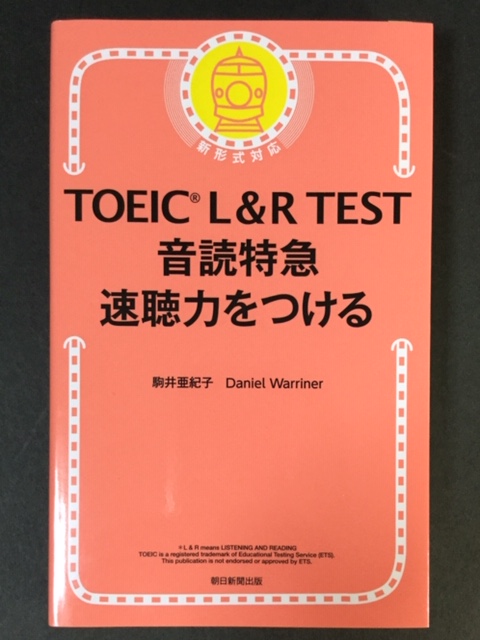 新形式対応
TOEIC® L&R TEST
音読特急
速聴力をつける
駒井亜紀子 Daniel Warriner
*L & R means LISTENING AND READING
TOEIC is a registered trademark of Educational Testing Service (ETS).
This publication is not endorsed or approved by ETS.
朝日新聞出版